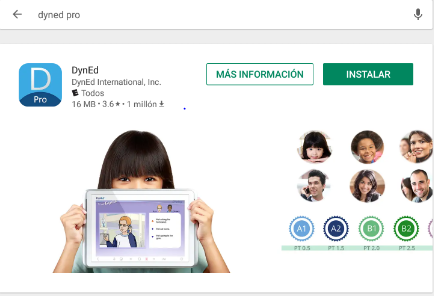 dyned pro
DynEd
DynEd International, Inc.
Todos
16 MB • 3.6 ★ • 1 millón
MÁS INFORMACIÓN
INSTALAR
D
Pro
A1
A2
B1
B2
PT 0.5
PT 1.5
PT 2.0
PT 2.5